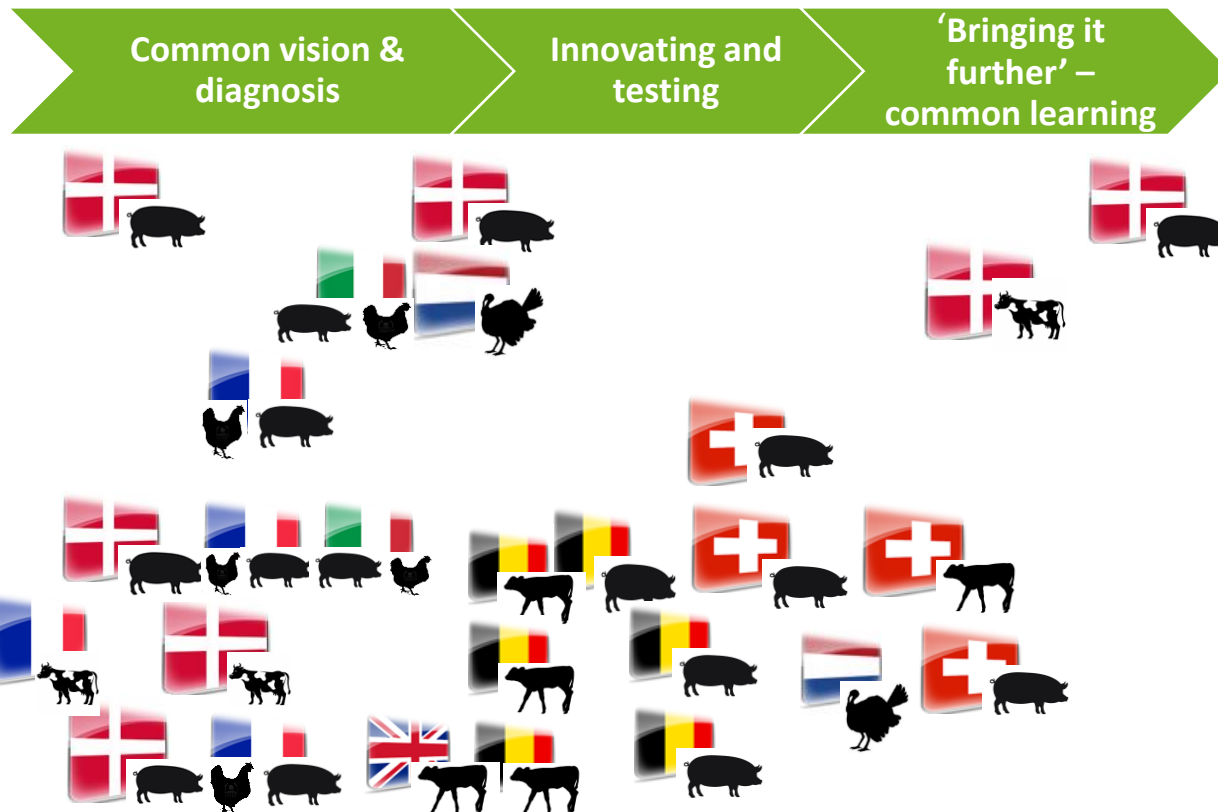 Common vision &
diagnosis
Innovating and
testing
‘Bringing it
further’ –
common learning